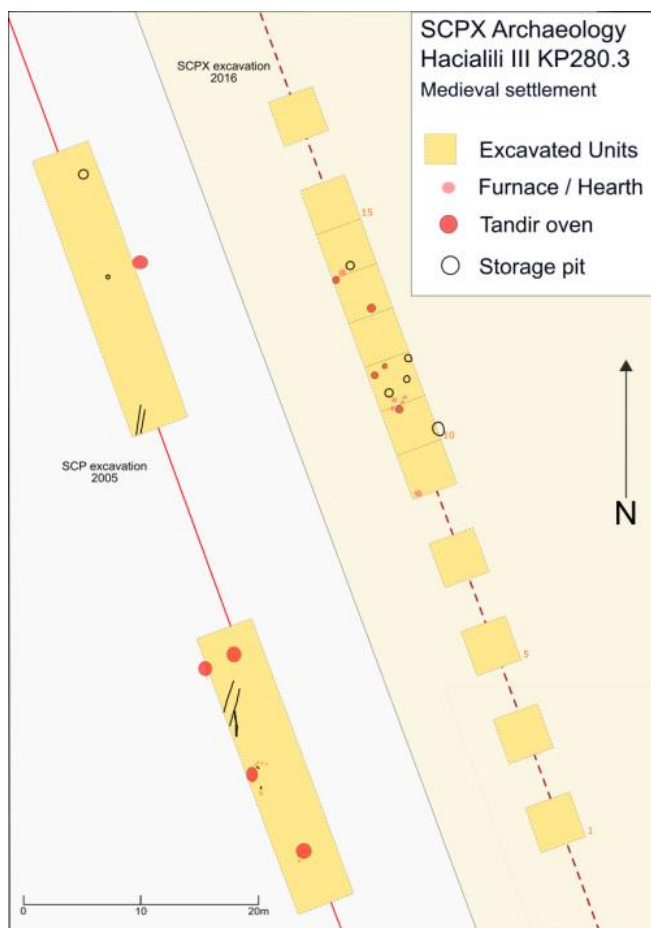 SCPX Archaeology
Hacialili III KP280.3
Medieval settlement
Excavated Units
Furnace / Hearth
Tandir oven
Storage pit
SCPX excavation
2016
15
10
N
SCP excavation
2005
5
1
0 10 20m